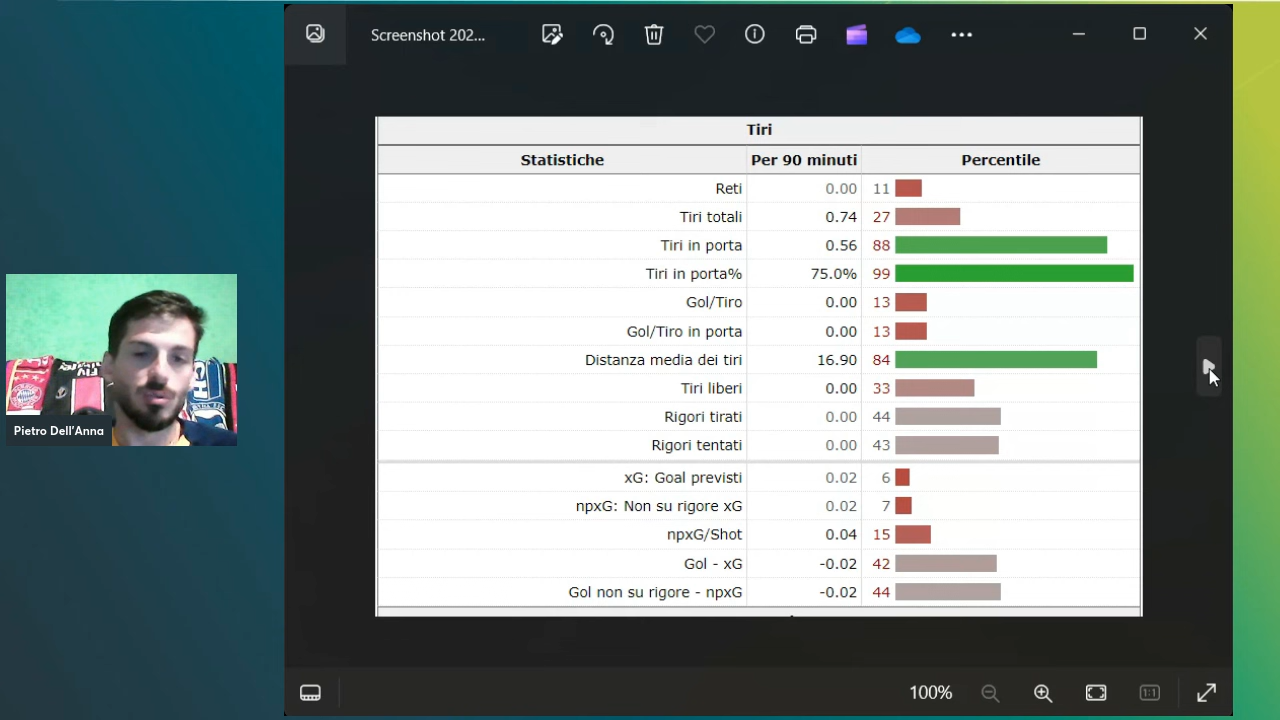 Screenshot 202...
Tiri
Statistiche Per 90 minuti Percentile
Reti 0.00 11
Tiri totali 0.74 27
Tiri in porta 0.56 88
Tiri in porta% 75.0% 99
Gol/Tiro 0.00 13
Gol/Tiro in porta 0.00 13
Distanza media dei tiri 16.90 84
Tiri liberi 0.00 33
Rigori tirati 0.00 44
Rigori tentati 0.00 43
xG: Goal previsti 0.02 6
npxG: Non su rigore xG 0.02 7
npxG/Shot 0.04 15
Gol - xG -0.02 42
Gol non su rigore - npxG -0.02 44
Pietro Dell'Anna
100%
1:1